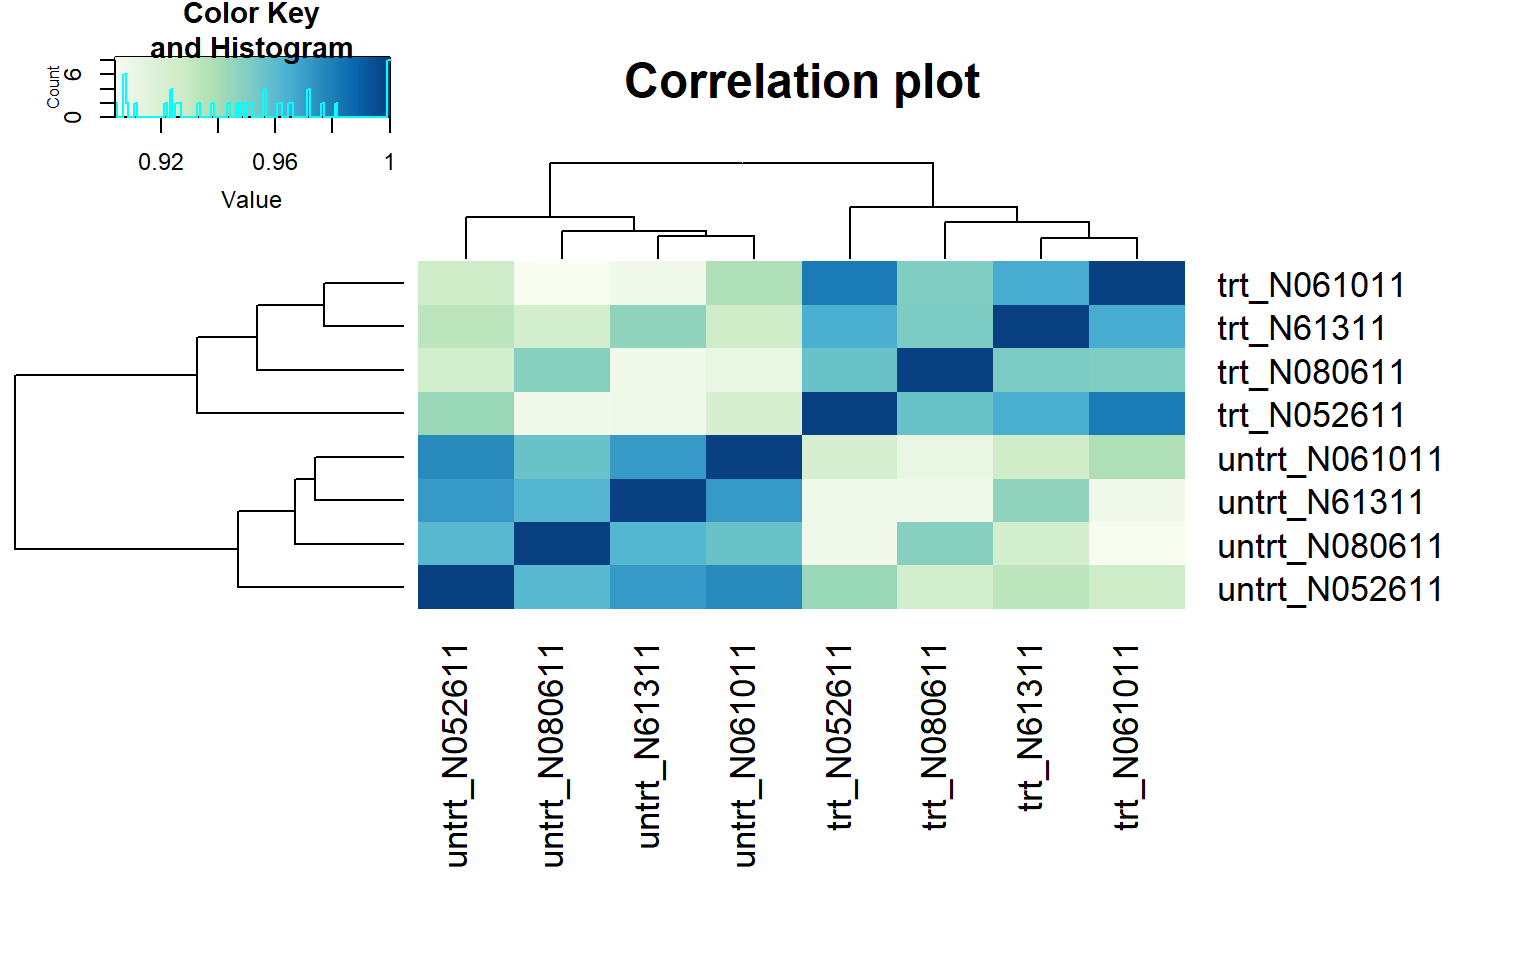 Color Key
and Histogram
Count
0
6
0.92
0.96
1
Value
Correlation plot
trt_N061011
trt_N61311
trt_N080611
trt_N052611
untrt_N061011
untrt_N61311
untrt_N080611
untrt_N052611
untrt_N052611
untrt_N080611
untrt_N61311
untrt_N061011
trt_N052611
trt_N080611
trt_N61311
trt_N061011